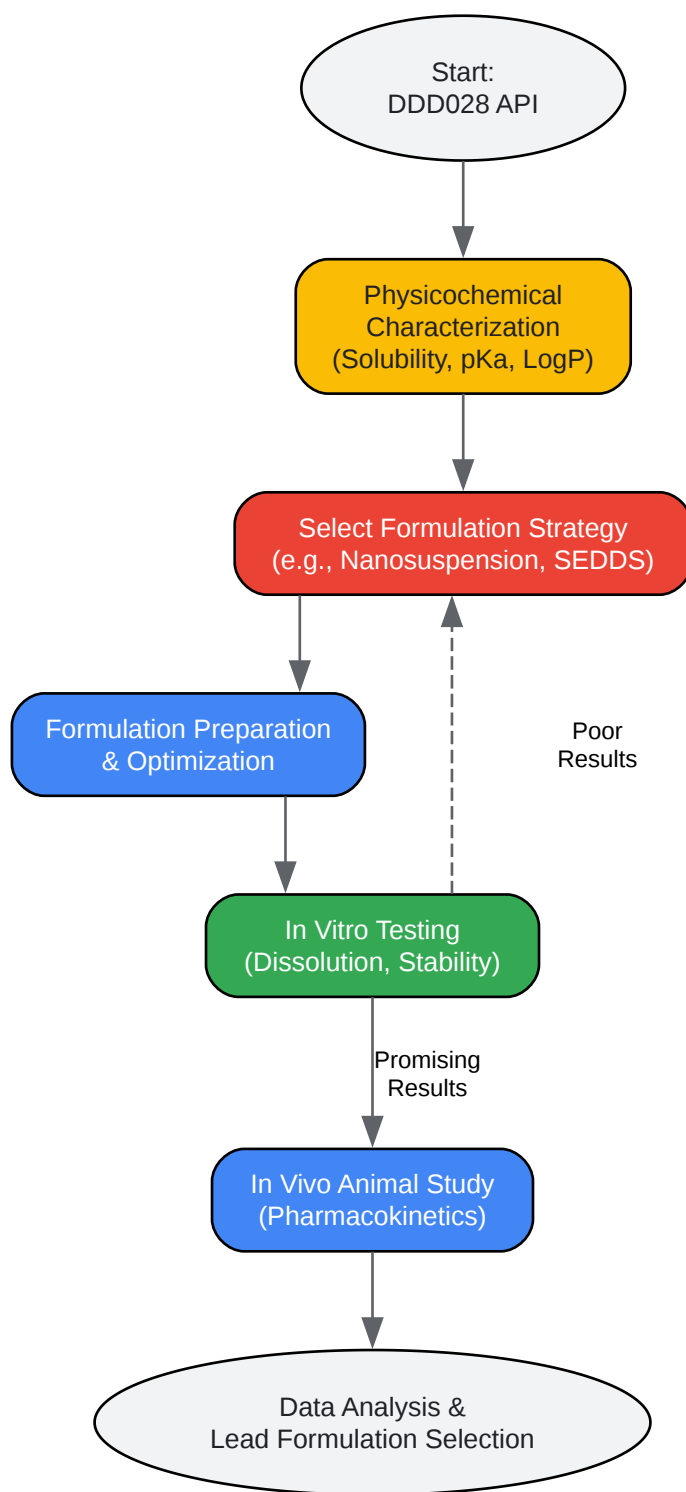 Start:
DDD028 API
Physicochemical
Characterization
(Solubility, pKa, LogP)
Select Formulation Strategy
(e.g., Nanosuspension, SEDDS)
Formulation Preparation
& Optimization
Poor
Results
In Vitro Testing
(Dissolution, Stability)
Promising
Results
In Vivo Animal Study
(Pharmacokinetics)
Data Analysis &
Lead Formulation Selection